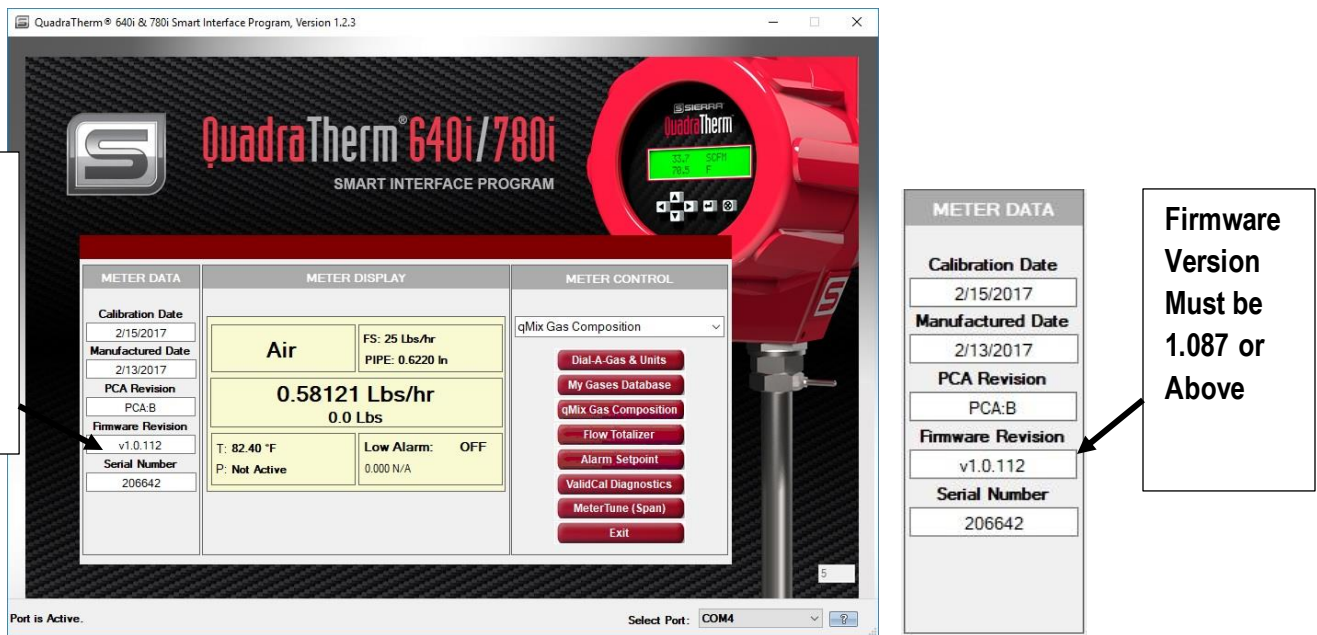 QuadraTherm® 640i & 780i Smart Interface Program, Version 1.2.3
S
QuadraTherm® 640i/780i
SMART INTERFACE PROGRAM
SIERRA
QuadraTherm
33.7 SCFM
70.5 F
METER DATA
Calibration Date
2/15/2017
Manufactured Date
2/13/2017
PCA Revision
PCA:B
Firmware Revision
v1.0.112
Serial Number
206642
METER DISPLAY
Air
FS: 25 Lbs/hr
PIPE: 0.6220 In
0.58121 Lbs/hr
0.0 Lbs
T: 82.40 °F
P: Not Active
Low Alarm: OFF
0.000 N/A
METER CONTROL
qMix Gas Composition
Dial-A-Gas & Units
My Gases Database
qMix Gas Composition
Flow Totalizer
Alarm Setpoint
ValidCal Diagnostics
MeterTune (Span)
Exit
5
Port is Active.
Select Port: COM4
?
METER DATA
Calibration Date
2/15/2017
Manufactured Date
2/13/2017
PCA Revision
PCA:B
Firmware Revision
v1.0.112
Serial Number
206642
Firmware
Version
Must be
1.087 or
Above